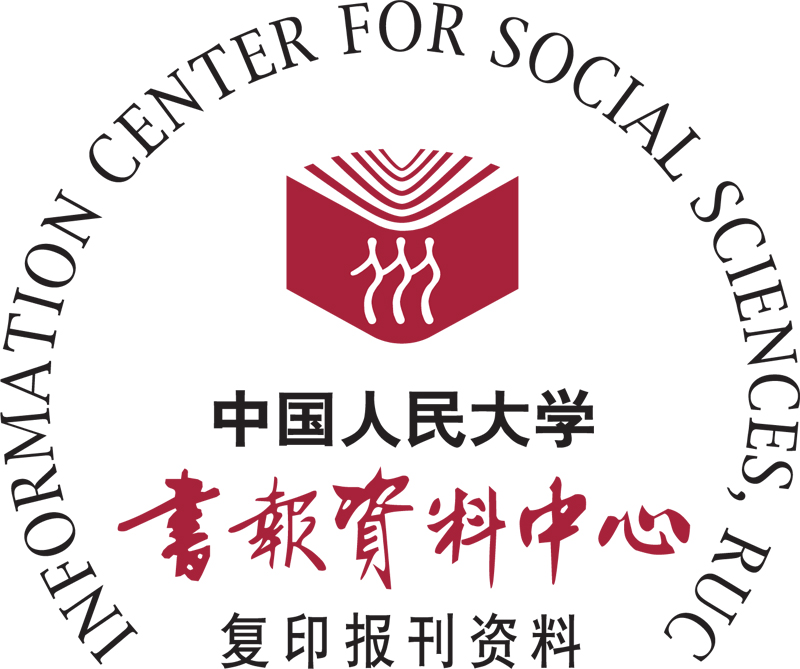 INFORMATION CENTER FOR SOCIAL SCIENCES, RUC
中国人民大学
書報資料中心
复印报刊资料